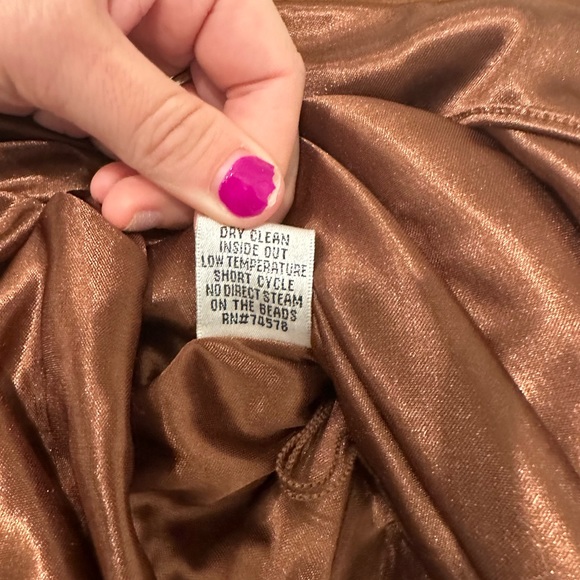 DRY CLEAN
INSIDE OUT
LOW TEMPERATURE
SHORT CYCLE
NO DIRECT STEAM
ON THE BEADS
RN#74578